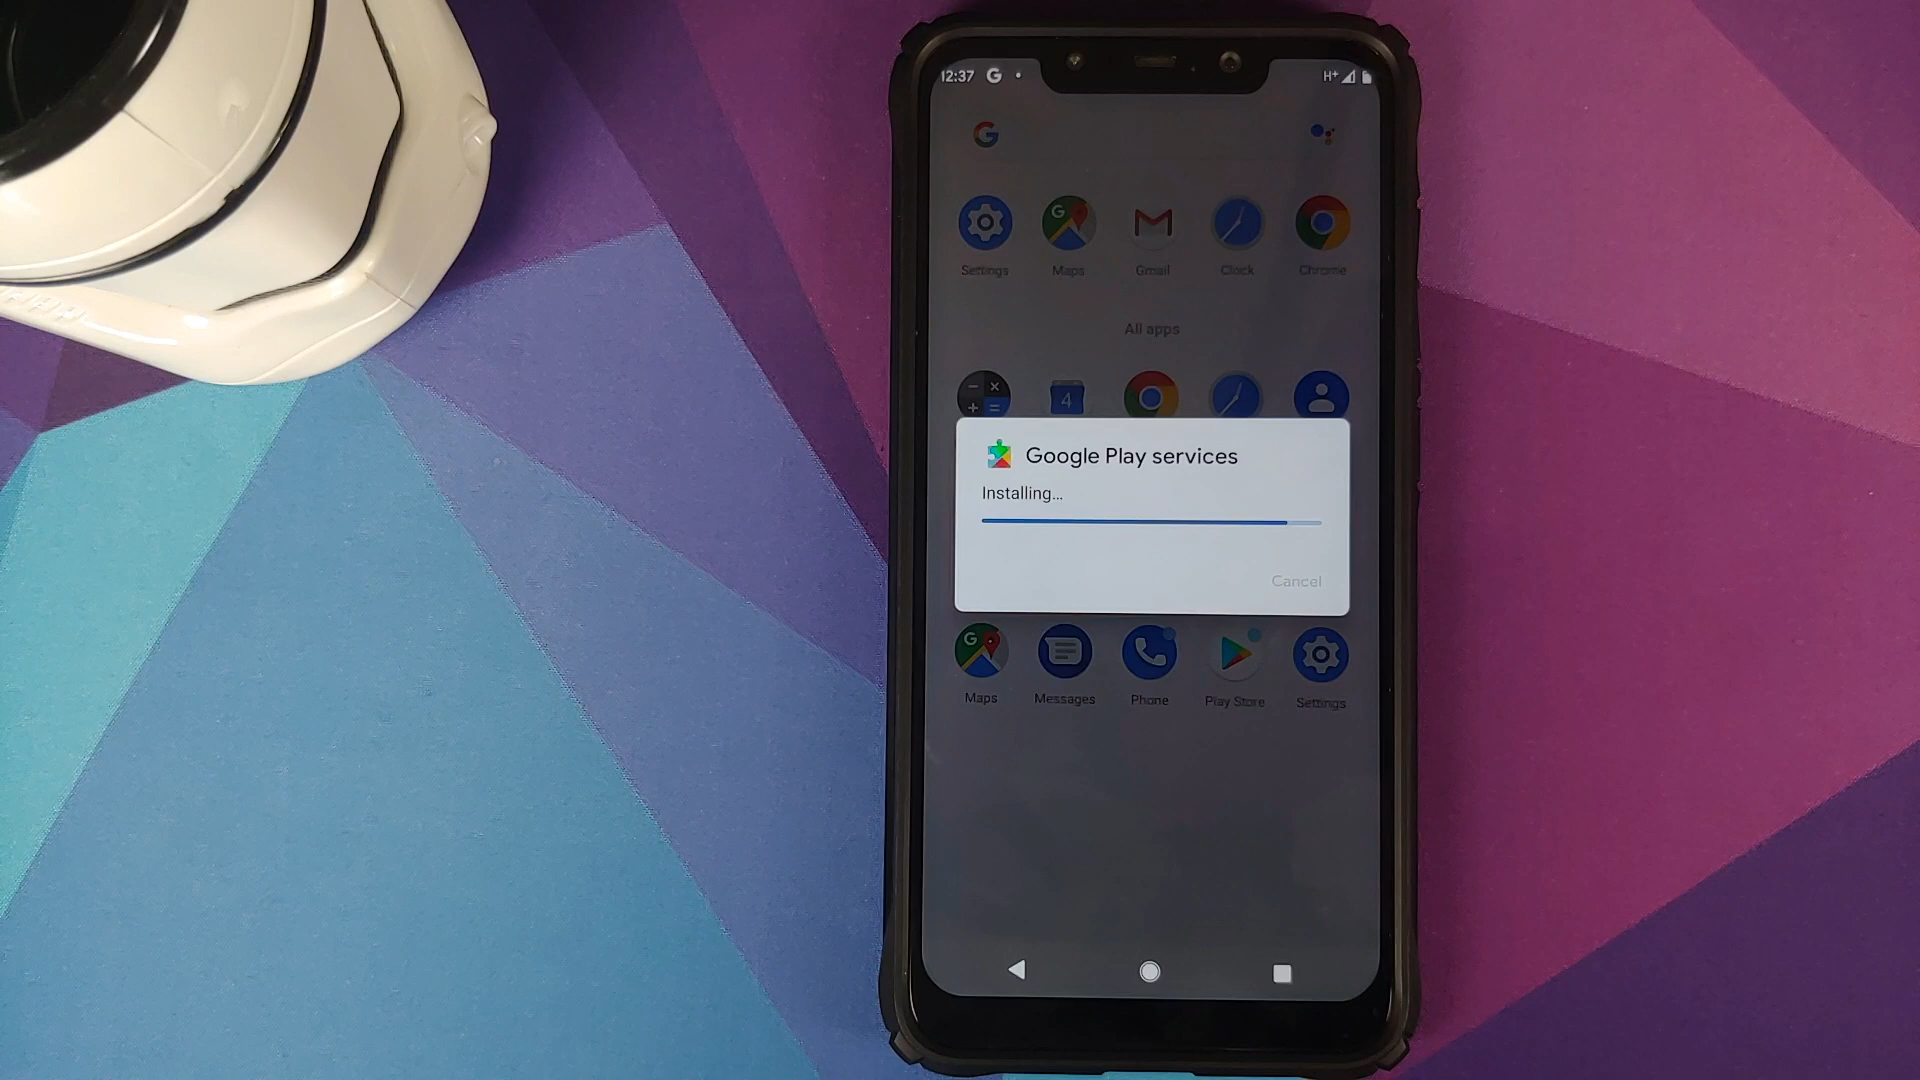 12:37 G H+
G
Settings Maps Gmail Clock Chrome
All apps
4
Google Play services
Installing...
Cancel
Maps Messages Phone Play Store Settings